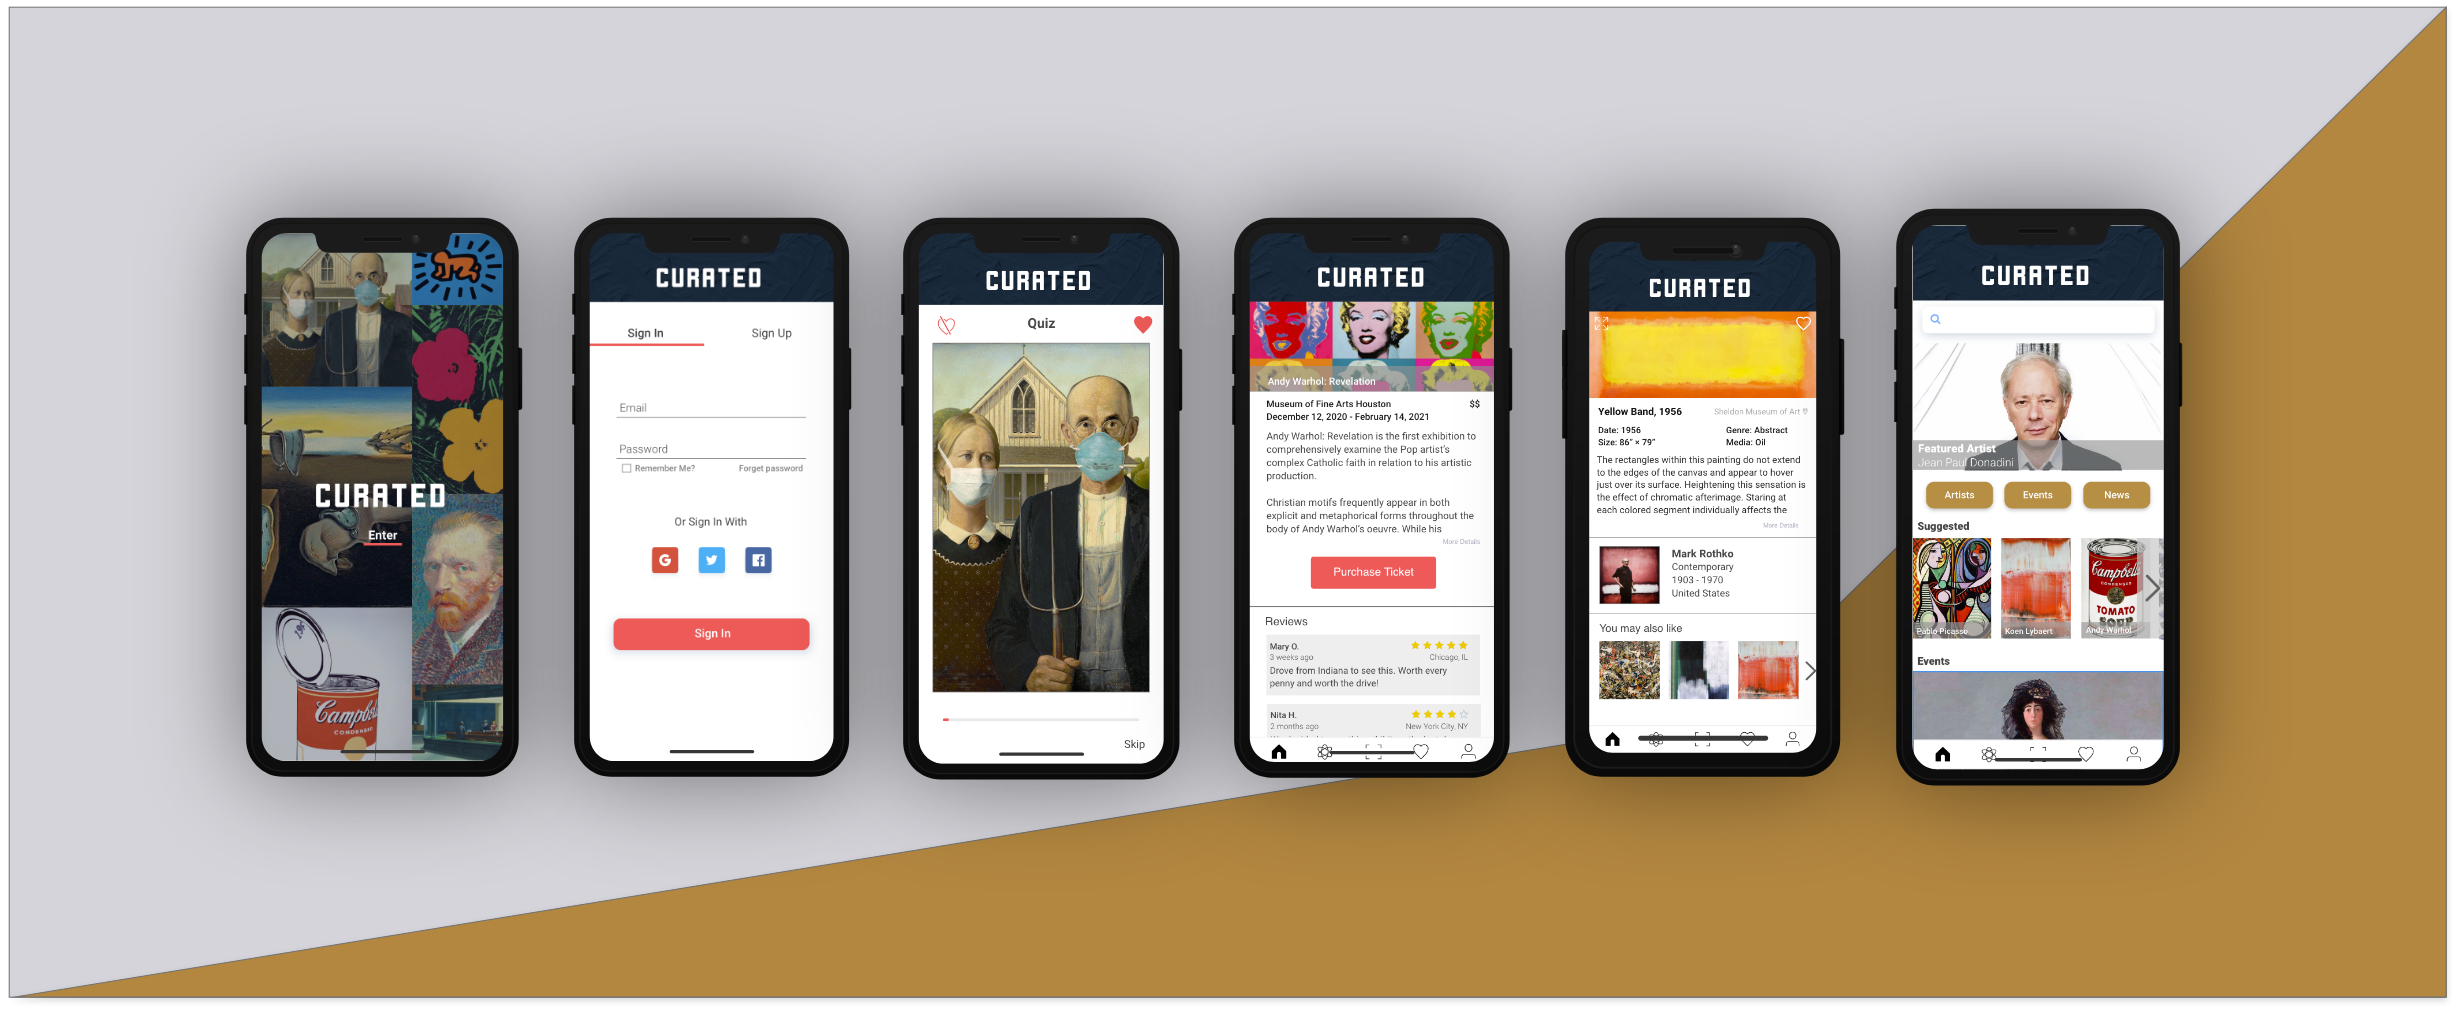 CURATED
Enter
Campbell
CONDENSED
CURATED
Sign In
Sign Up
Email
Password
Remember Me?
Forget password
Or Sign In With
G
Sign In
CURATED
Quiz
Skip
CURATED
Andy Warhol: Revelation
Museum of Fine Arts Houston
$$
December 12, 2020 - February 14, 2021
Andy Warhol: Revelation is the first exhibition to
comprehensively examine the Pop artist's
complex Catholic faith in relation to his artistic
production.
Christian motifs frequently appear in both
explicit and metaphorical forms throughout the
body of Andy Warhol's oeuvre. While his
More Details
Purchase Ticket
Reviews
Mary O.
3 weeks ago
Chicago, IL
Drove from Indiana to see this. Worth every
penny and worth the drive!
Nita H.
2 months ago
New York City, NY
CURATED
Yellow Band, 1956
Sheldon Museum of Art
Date: 1956
Genre: Abstract
Size: 86" × 79"
Media: Oil
The rectangles within this painting do not extend
to the edges of the canvas and appear to hover
just over its surface. Heightening this sensation is
the effect of chromatic afterimage. Staring at
each colored segment individually affects the
More Details
Mark Rothko
Contemporary
1903 - 1970
United States
You may also like
CURATED
Featured Artist
Jean Paul Donadini
Artists
Events
News
Suggested
Campbell's
CONDENSED
TOMATO
SOUP
Pablo Picasso
Koen Lybaert
Andy Warhol
Events